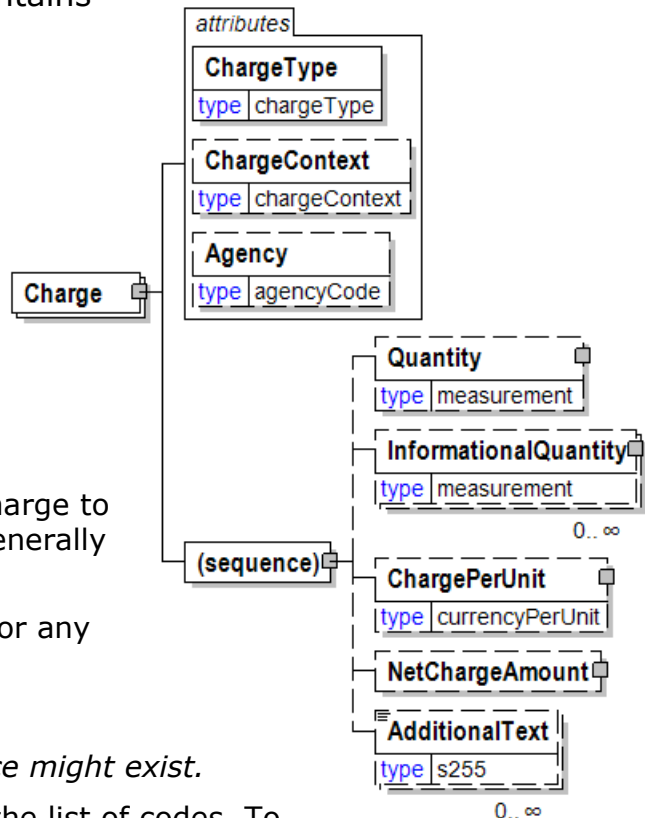 ntains
attributes
ChargeType
type chargeType
ChargeContext
type chargeContext
Agency
type agencyCode
Charge
Quantity
type measurement
InformationalQuantity
type measurement
0.. ∞
harge to
enerally
(sequence)
ChargePerUnit
type currencyPerUnit
or any
NetChargeAmount
AdditionalText
type s255
0.. ∞
e might exist.
the list of codes. To